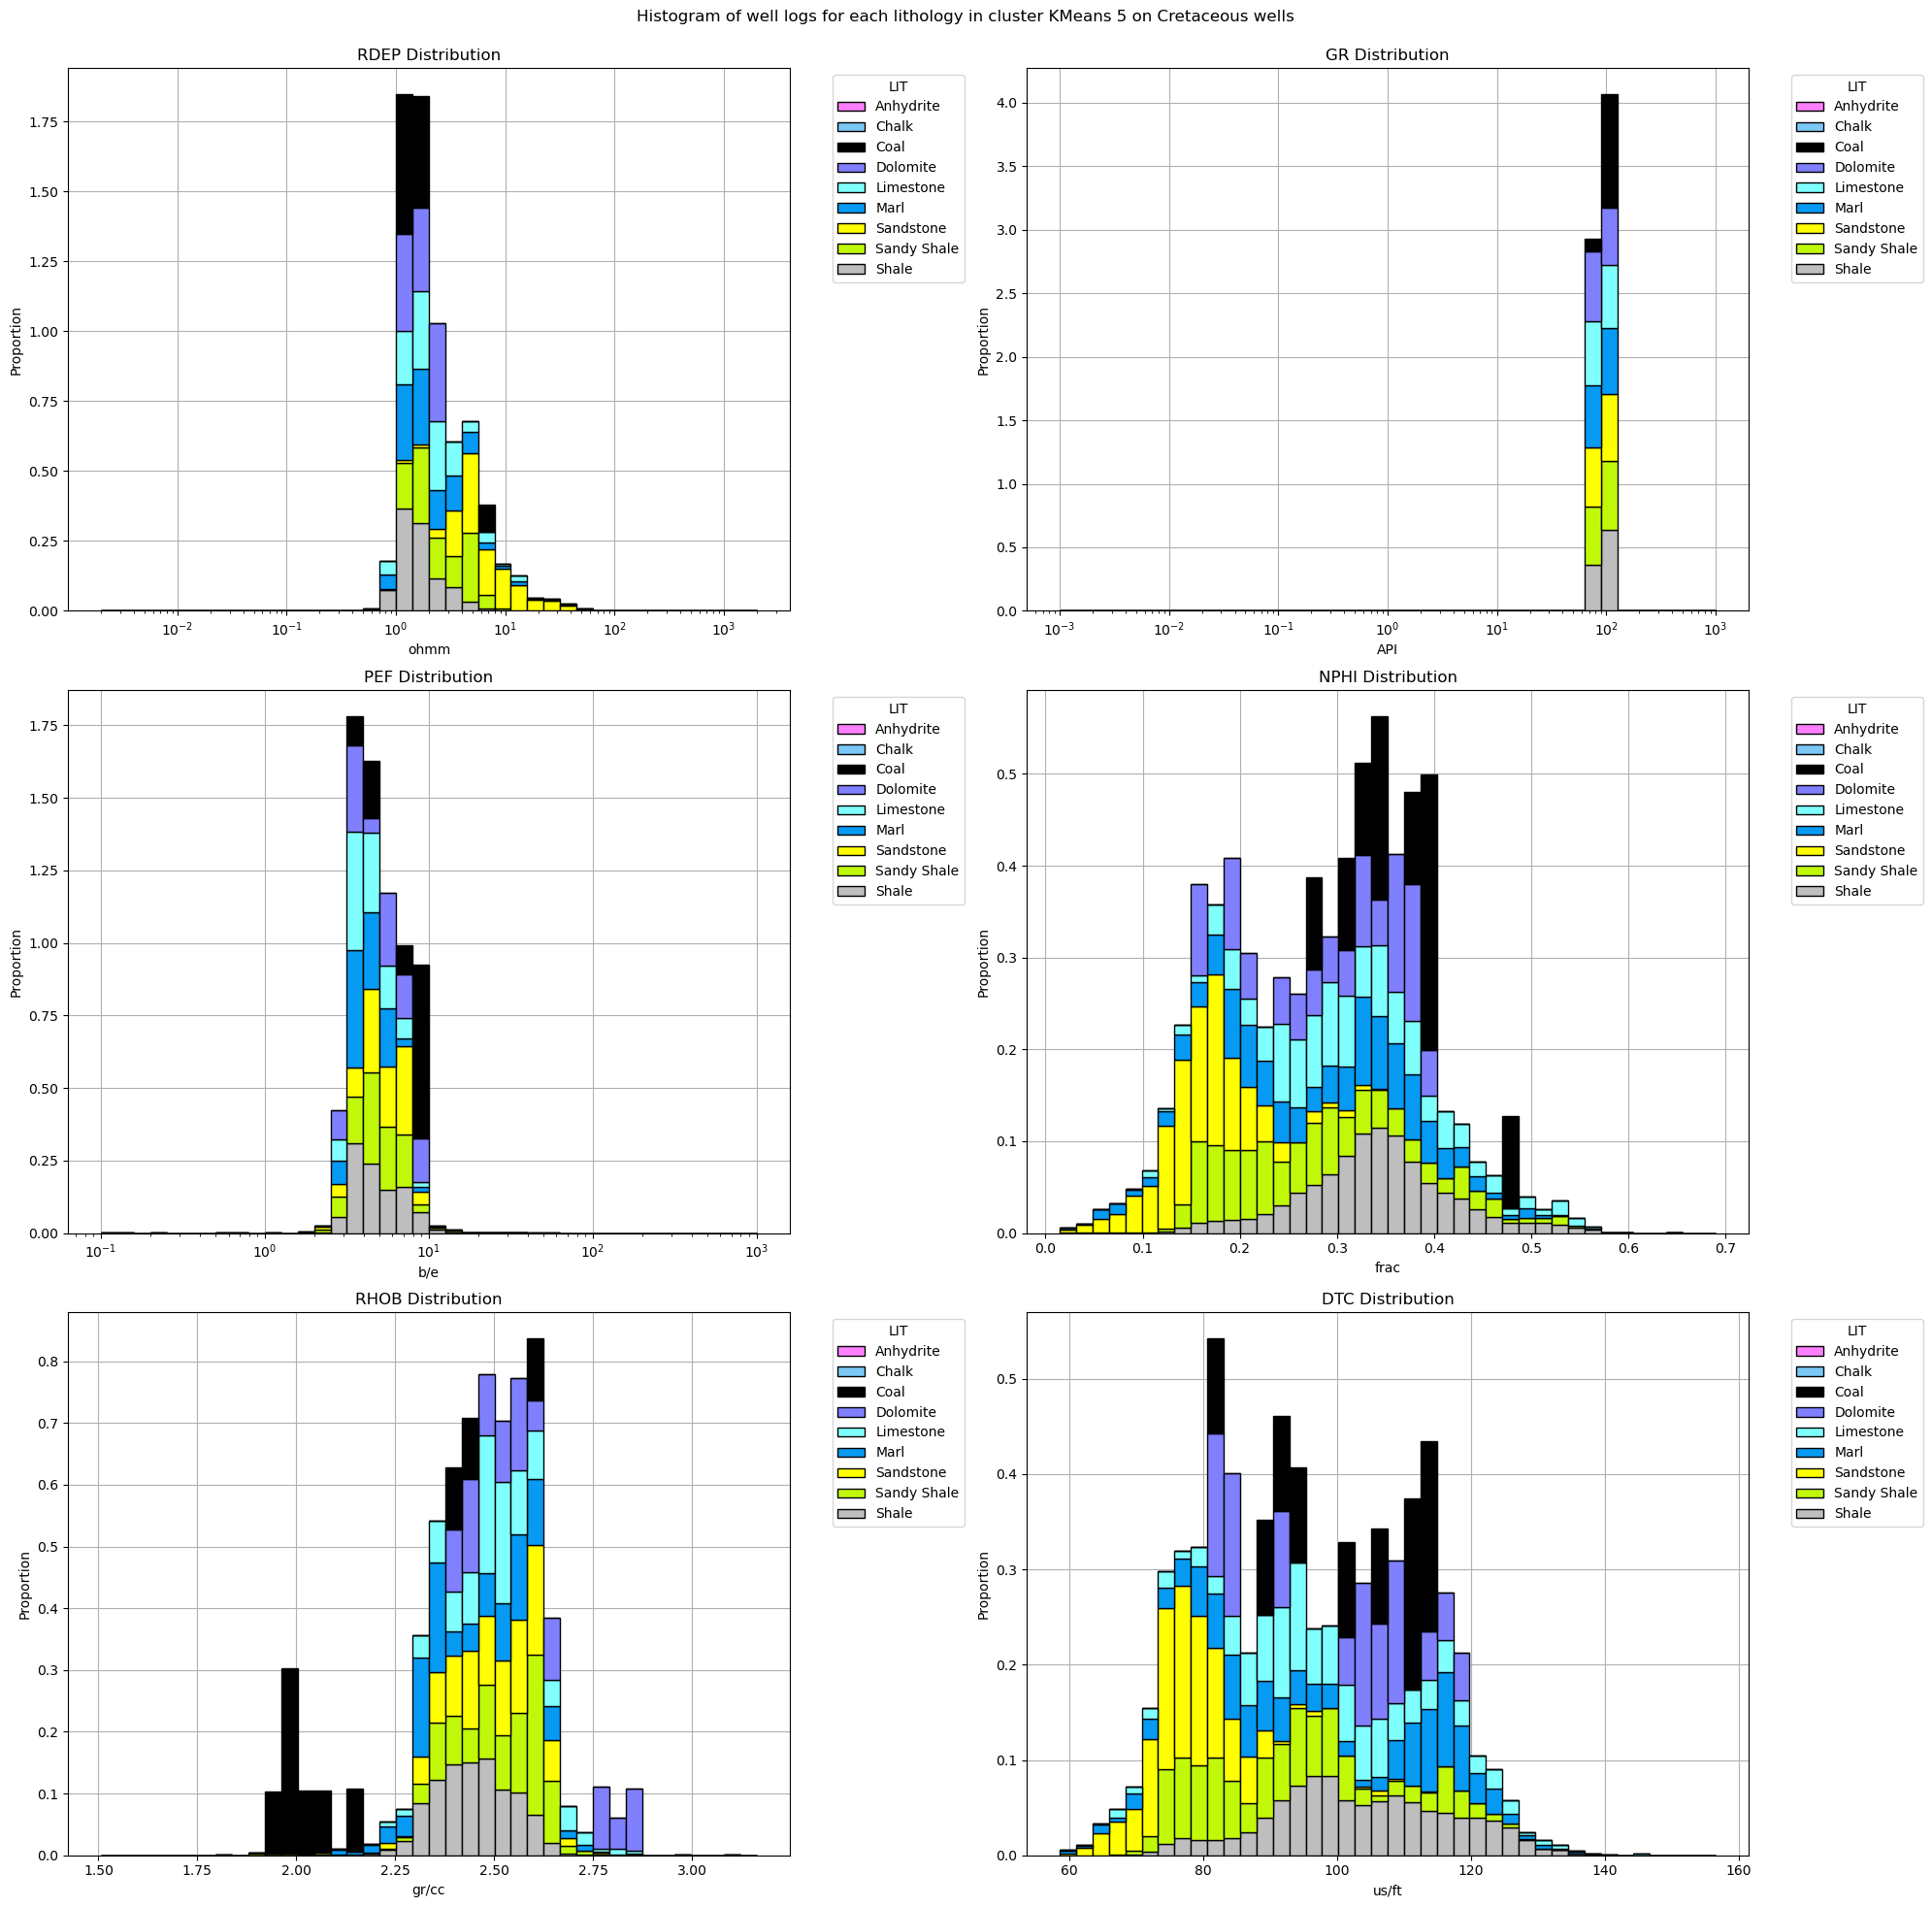 Histogram of well logs for each lithology in cluster KMeans 5 on Cretaceous wells
RDEP Distribution
Proportion
1.75
1.50
1.25
1.00
0.75
0.50
0.25
0.00
10⁻² 10⁻¹ 10⁰ 10¹ 10² 10³
ohmm
LIT
Anhydrite
Chalk
Coal
Dolomite
Limestone
Marl
Sandstone
Sandy Shale
Shale
GR Distribution
Proportion
4.0
3.5
3.0
2.5
2.0
1.5
1.0
0.5
0.0
10⁻³ 10⁻² 10⁻¹ 10⁰ 10¹ 10² 10³
API
LIT
Anhydrite
Chalk
Coal
Dolomite
Limestone
Marl
Sandstone
Sandy Shale
Shale
PEF Distribution
Proportion
1.75
1.50
1.25
1.00
0.75
0.50
0.25
0.00
10⁻¹ 10⁰ 10¹ 10² 10³
b/e
LIT
Anhydrite
Chalk
Coal
Dolomite
Limestone
Marl
Sandstone
Sandy Shale
Shale
NPHI Distribution
Proportion
0.5
0.4
0.3
0.2
0.1
0.0
0.0 0.1 0.2 0.3 0.4 0.5 0.6 0.7
frac
LIT
Anhydrite
Chalk
Coal
Dolomite
Limestone
Marl
Sandstone
Sandy Shale
Shale
RHOB Distribution
Proportion
0.8
0.7
0.6
0.5
0.4
0.3
0.2
0.1
0.0
1.50 1.75 2.00 2.25 2.50 2.75 3.00
gr/cc
LIT
Anhydrite
Chalk
Coal
Dolomite
Limestone
Marl
Sandstone
Sandy Shale
Shale
DTC Distribution
Proportion
0.5
0.4
0.3
0.2
0.1
0.0
60 80 100 120 140 160
us/ft
LIT
Anhydrite
Chalk
Coal
Dolomite
Limestone
Marl
Sandstone
Sandy Shale
Shale